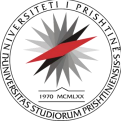 UNIVERSITETI I PRISHTINËS
UNIVERSITAS STUDIORUM PRISHTINIENSIS
1970 MCMLXX